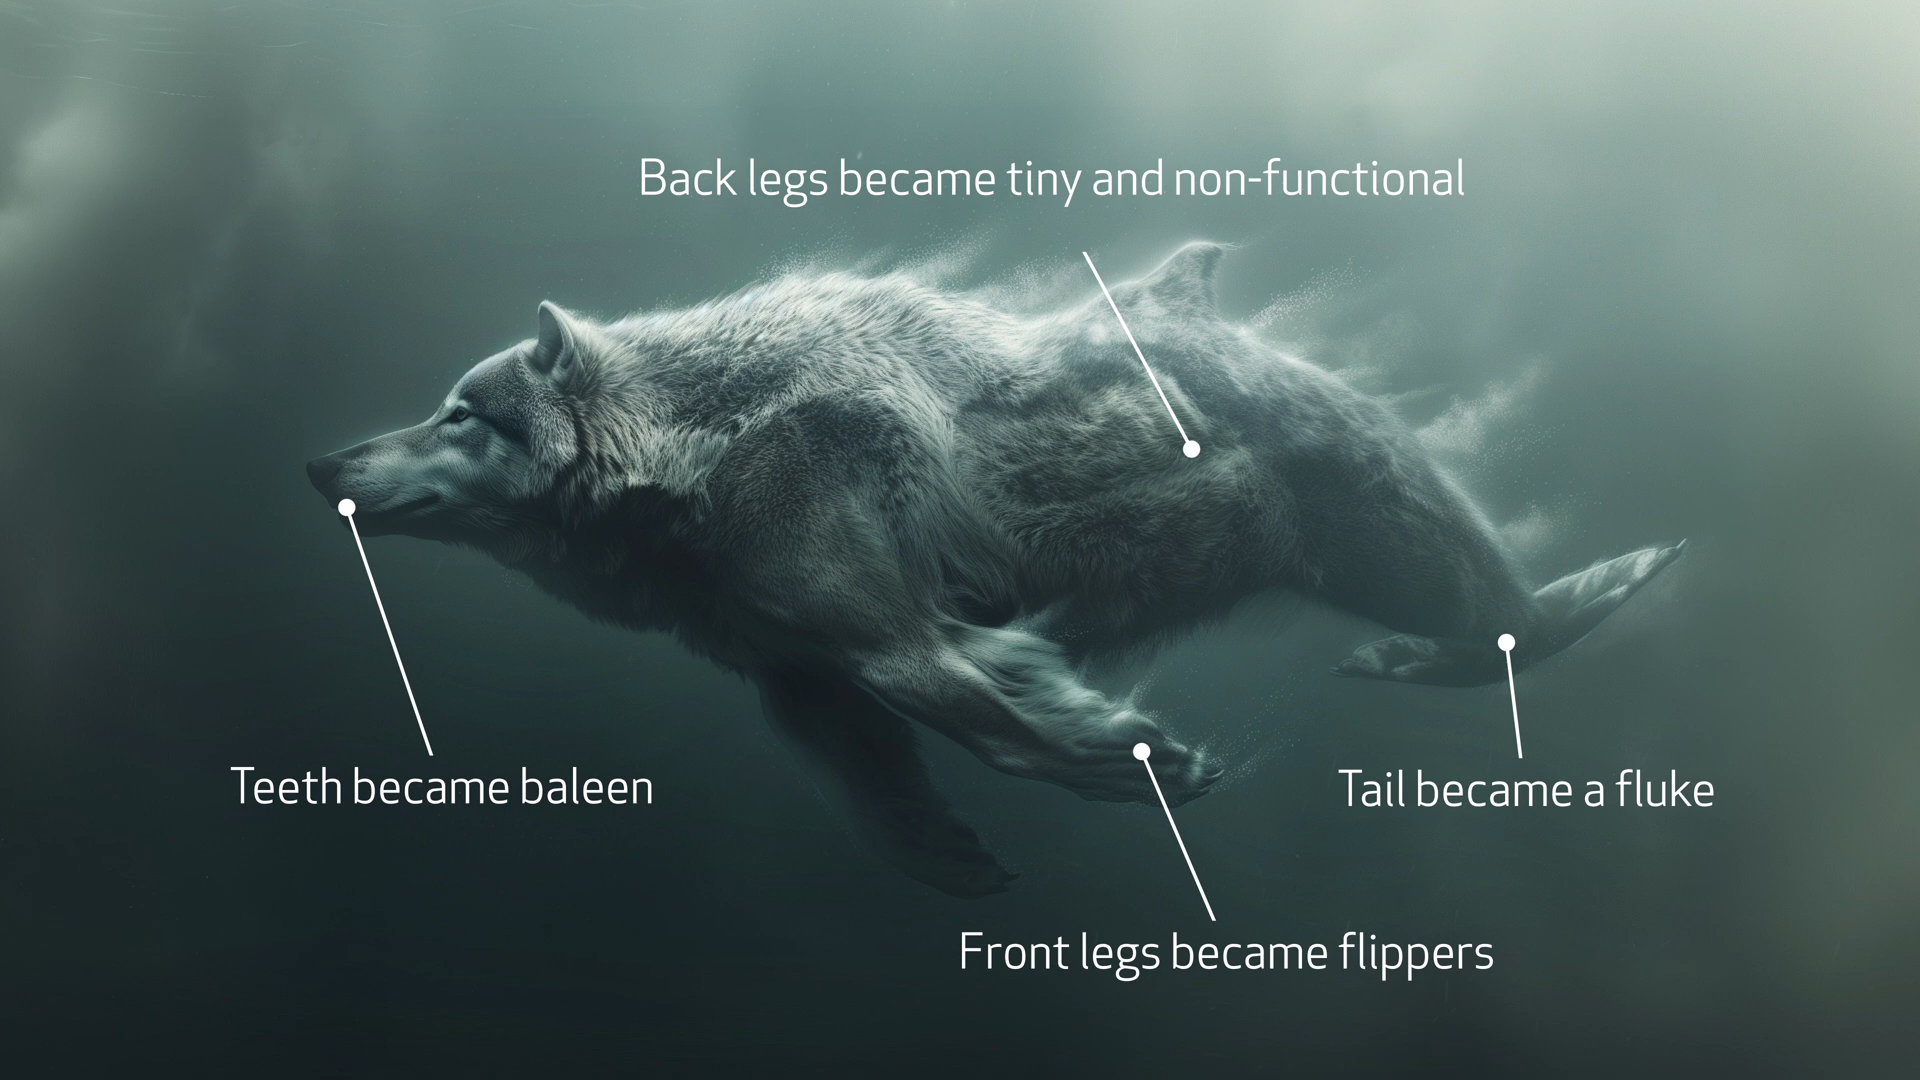 Back legs became tiny and non-functional
Teeth became baleen
Tail became a fluke
Front legs became flippers